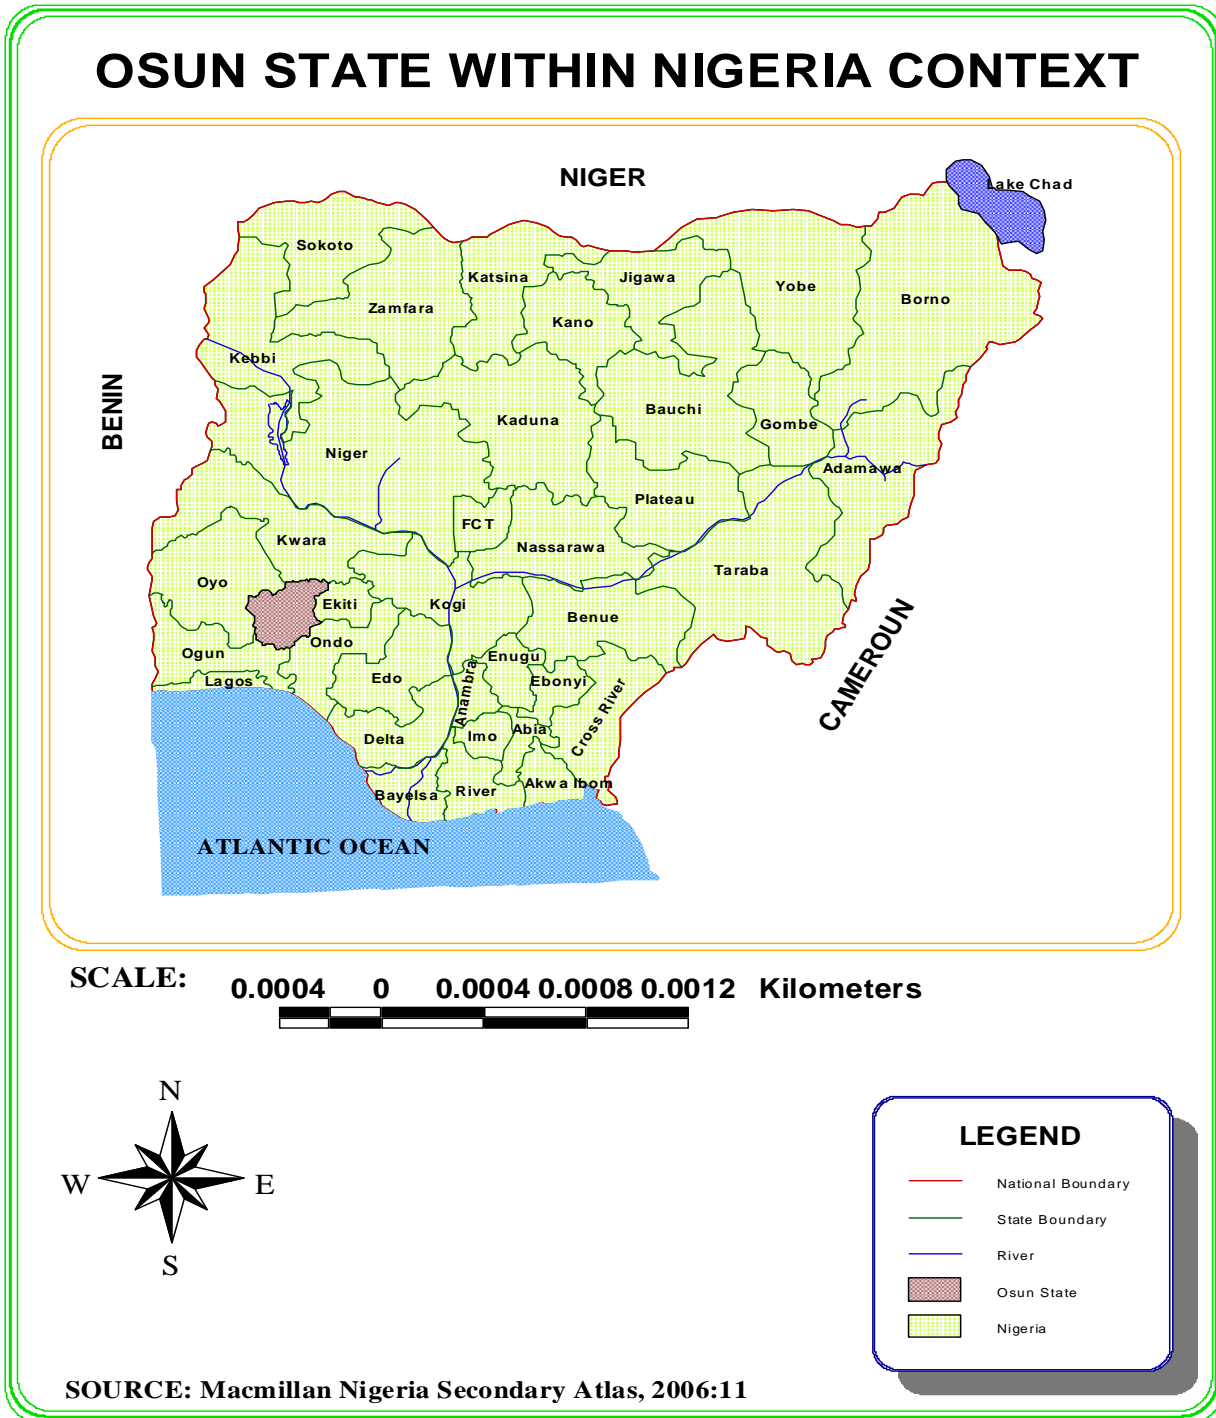 OSUN STATE WITHIN NIGERIA CONTEXT
NIGER
Lake Chad
Sokoto
Katsina
Jigawa
Yobe
Borno
Zamfara
Kano
Kebbi
BENIN
Bauchi
Kaduna
Gombe
Niger
Adamawa
Plateau
FCT
Kwara
Nassarawa
Taraba
Oyo
Ekiti
Kogi
Benue
CAMEROUN
Ogun
Ondo
Enugu
Lagos
Edo
Anambra
Ebonyi
Cross River
Delta
Imo
Abia
Bayelsa
River
Akwa Ibom
ATLANTIC OCEAN
SCALE:
0.0004 0 0.0004 0.0008 0.0012 Kilometers
N
W E
S
LEGEND
National Boundary
State Boundary
River
Osun State
Nigeria
SOURCE: Macmillan Nigeria Secondary Atlas, 2006:11